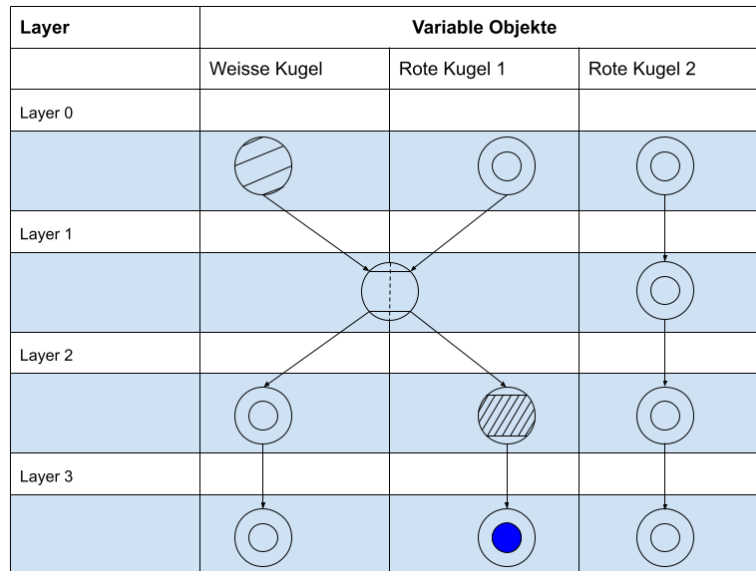 Layer Variable Objekte
Weisse Kugel Rote Kugel 1 Rote Kugel 2
Layer 0
Layer 1
Layer 2
Layer 3